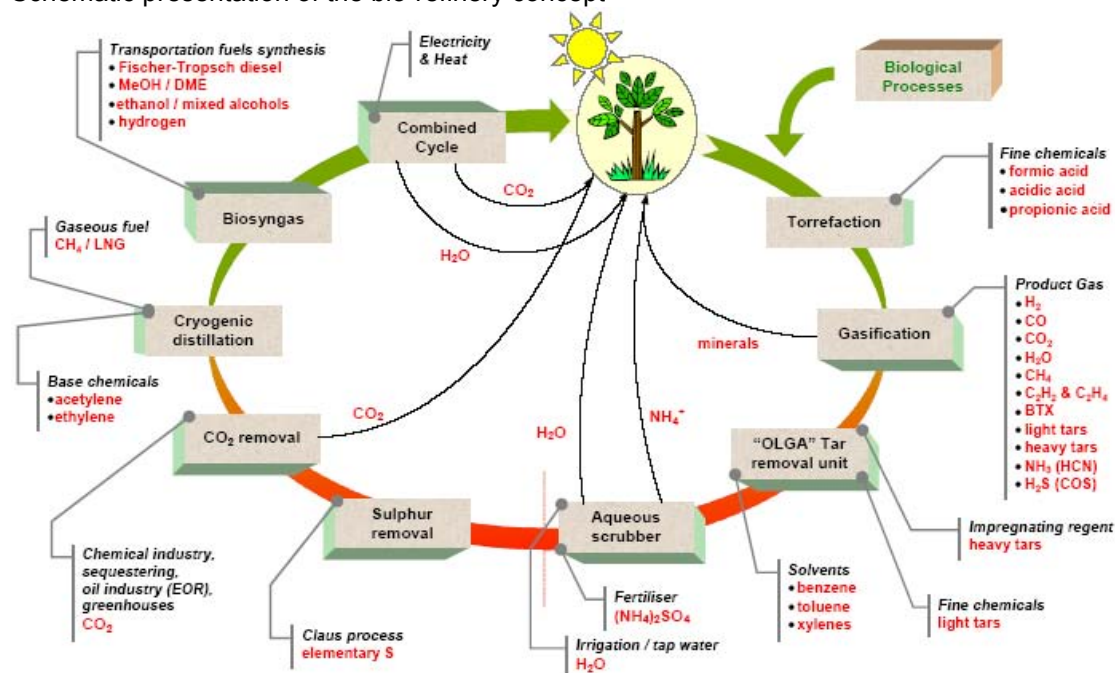 Schematic presentation of the bio-refinery concept
Transportation fuels synthesis
• Fischer-Tropsch diesel
• MeOH / DME
• ethanol / mixed alcohols
• hydrogen
Electricity
& Heat
Biological
Processes
Combined
Cycle
Fine chemicals
• formic acid
• acidic acid
• propionic acid
CO₂
Torrefaction
Biosyngas
Gaseous fuel
CH₄ / LNG
H₂O
Product Gas
• H₂
• CO
• CO₂
• H₂O
• CH₄
• C₂H₂ & C₂H₄
• BTX
• light tars
• heavy tars
• NH₃ (HCN)
• H₂S (COS)
Cryogenic
distillation
Gasification
minerals
Base chemicals
• acetylene
• ethylene
CO₂
NH₄⁺
H₂O
CO₂ removal
"OLGA" Tar
removal unit
Sulphur
removal
Aqueous
scrubber
Impregnating regent
heavy tars
Chemical industry,
sequestering,
oil industry (EOR),
greenhouses
CO₂
Solvents
• benzene
• toluene
• xylenes
Fertiliser
(NH₄)₂SO₄
Fine chemicals
light tars
Claus process
elementary S
Irrigation / tap water
H₂O